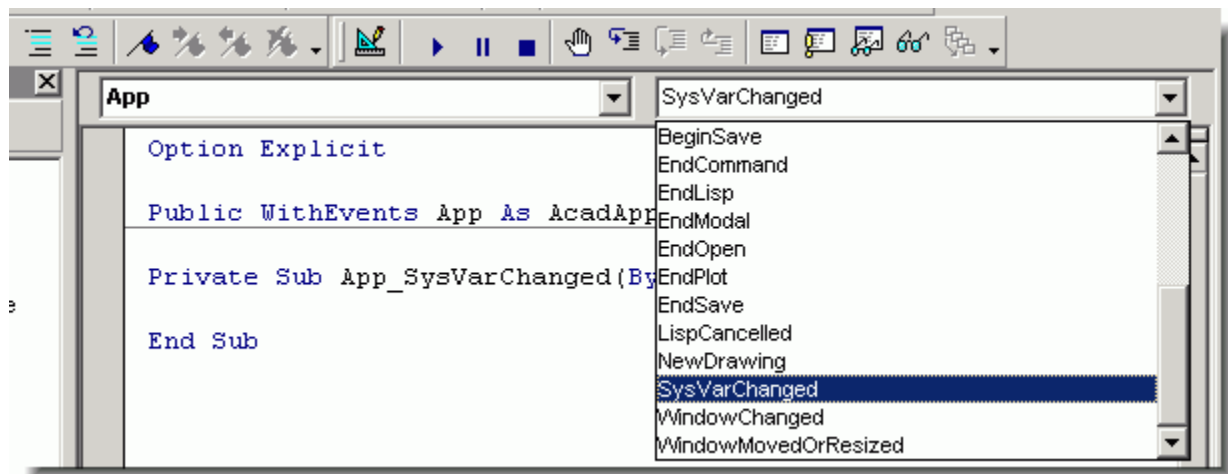 App
SysVarChanged
Option Explicit
Public WithEvents App As AcadApp
Private Sub App_SysVarChanged(By
End Sub
BeginSave
EndCommand
EndLisp
EndModal
EndOpen
EndPlot
EndSave
LispCancelled
NewDrawing
SysVarChanged
WindowChanged
WindowMovedOrResized